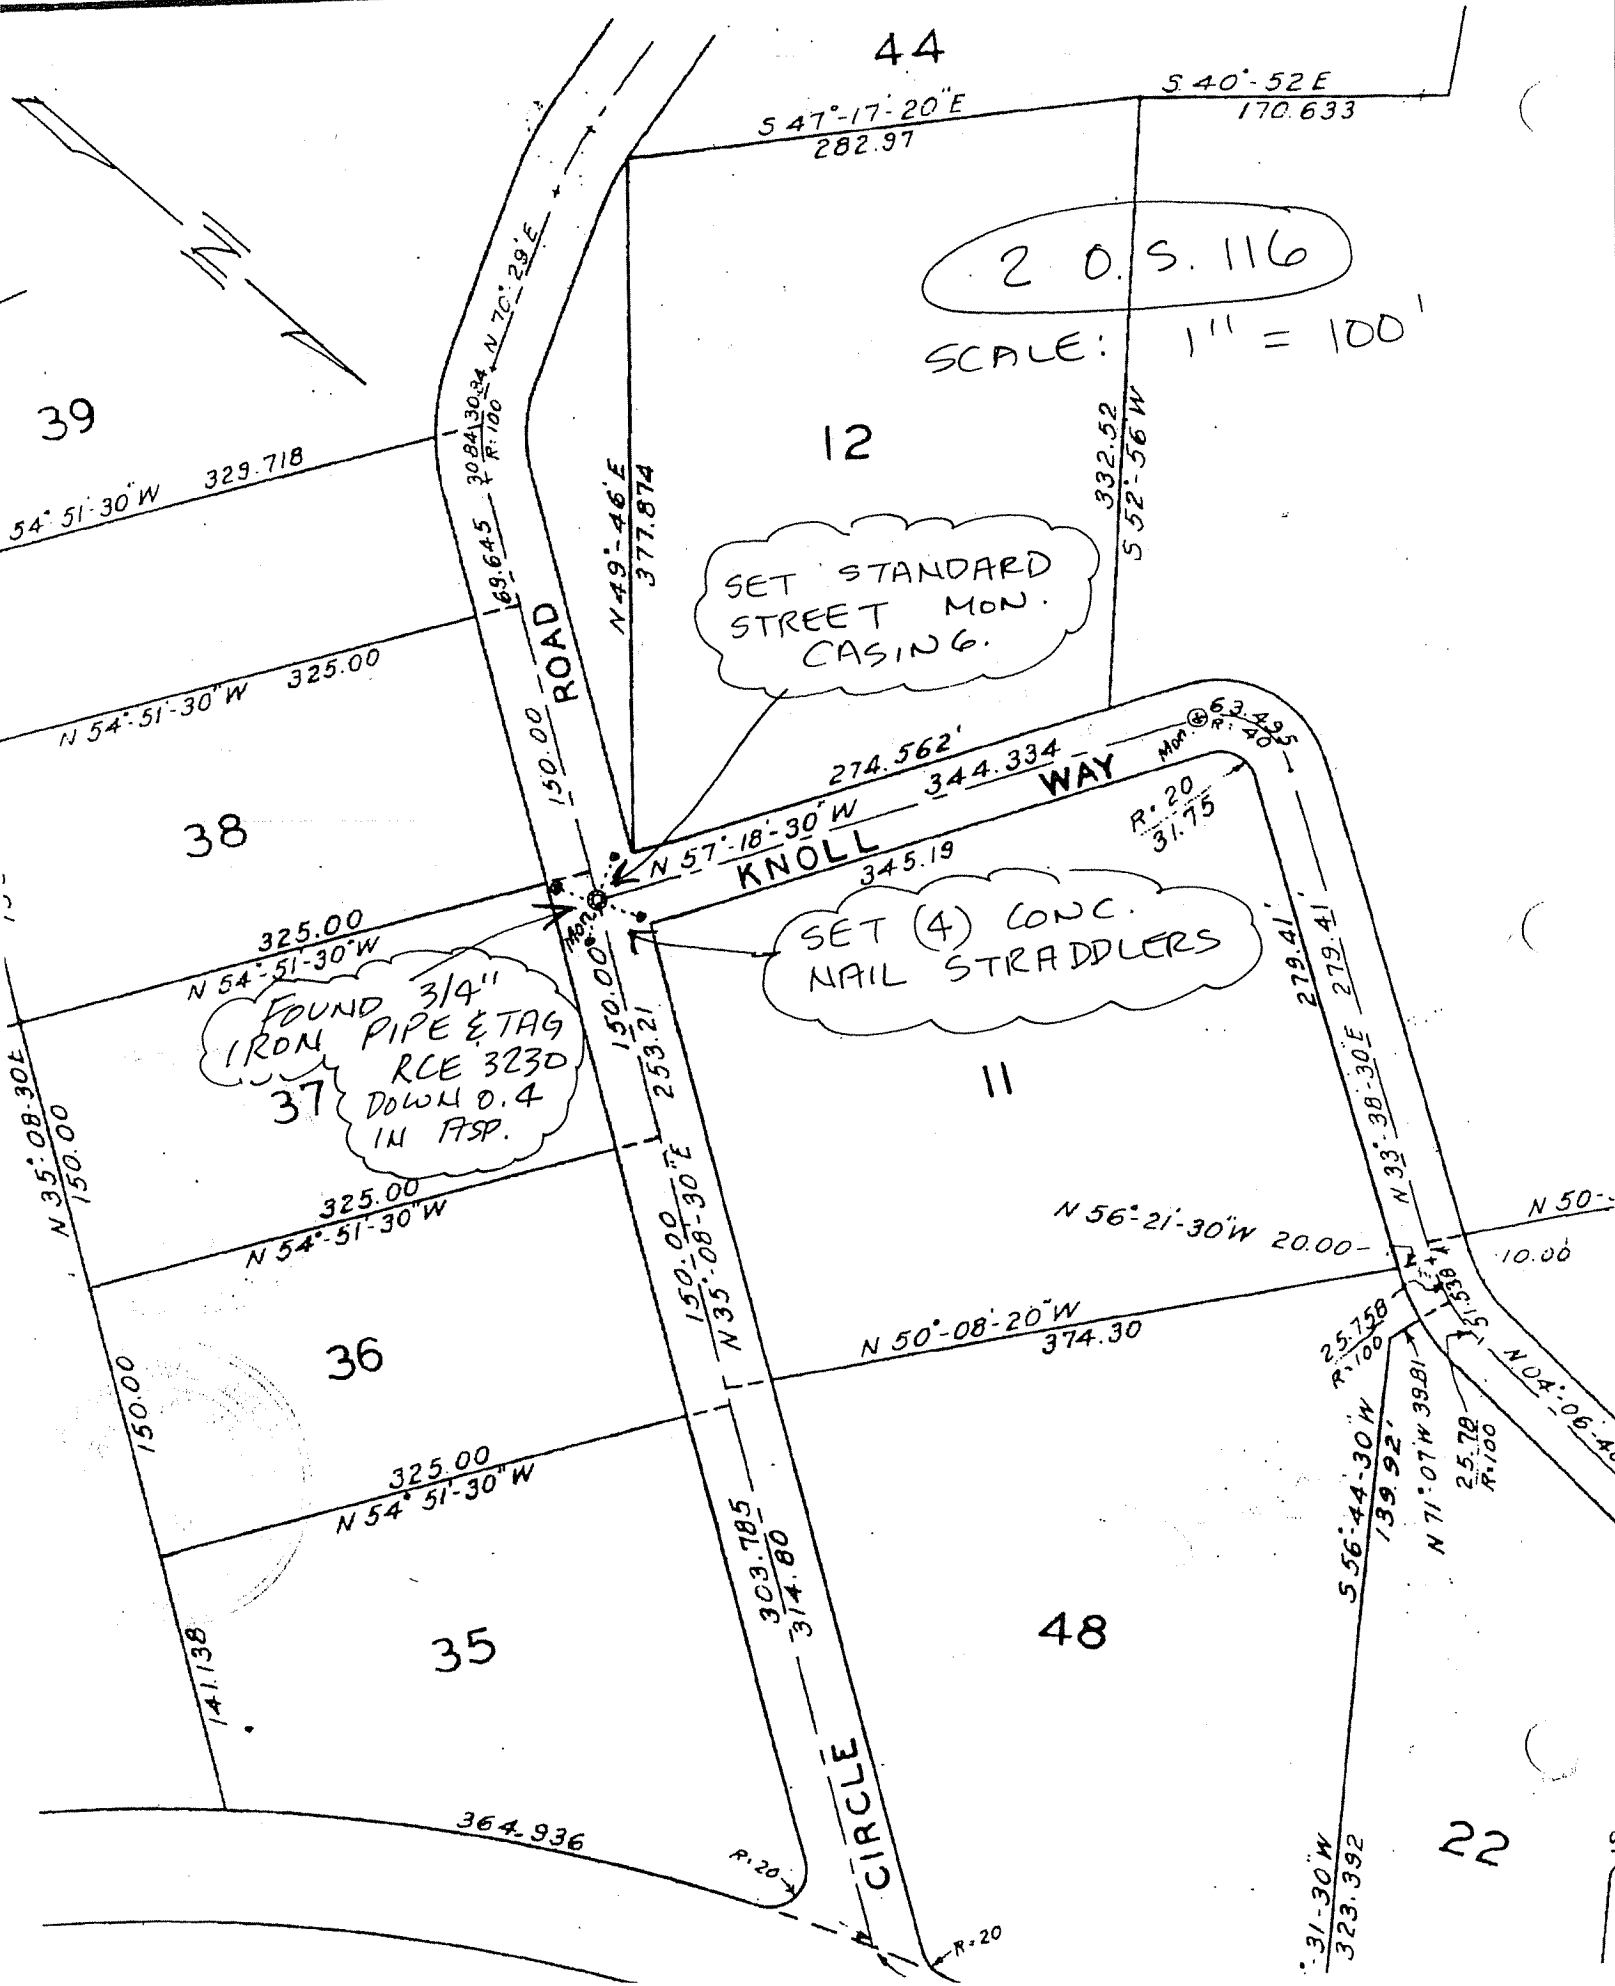 44
S 40°-52 E
170.633
S 47°-17-20"E
282.97
N
2 O.S. 116
SCALE: 1" = 100'
N 70°-29'E
39
329.718
54°-51-30"W
30.84
30.84
R=100
12
332.52
S 52°-56'W
N 49°-46'E
377.874
69.645
ROAD
SET STANDARD
STREET MON.
CASING.
325.00
N 54°-51-30"W
150.00
38
274.562'
344.334
N 57°-18'-30"W
KNOLL WAY
345.19
Mon.
63.495
R=40
R=20
31.75
325.00
N 54°-51-30"W
Mon.
SET (4) CONC.
NAIL STRADDLERS
FOUND 3/4"
IRON PIPE & TAG
RCE 3230
DOWN 0.4
IN ASP.
37
150.00
253.21
11
279.41'
279.41
N 33°-38'-30E
N 35°-08-30E
150.00
325.00
N 54°-51-30"W
150.00
N 35°-08-30"E
N 56°-21'-30"W 20.00
N 50-
10.00
N 50°-08'-20"W
374.30
36
25.758
R=100
51.538
N 04°-06-
150.00
325.00
N 54°-51-30"W
S 56°-44-30"W
139.92'
N 71°-07'W 39.81
25.78
R=100
303.785
314.80
35
48
141.138
364.936
R=20
CIRCLE
R=20
22
°-31-30"W
323.392